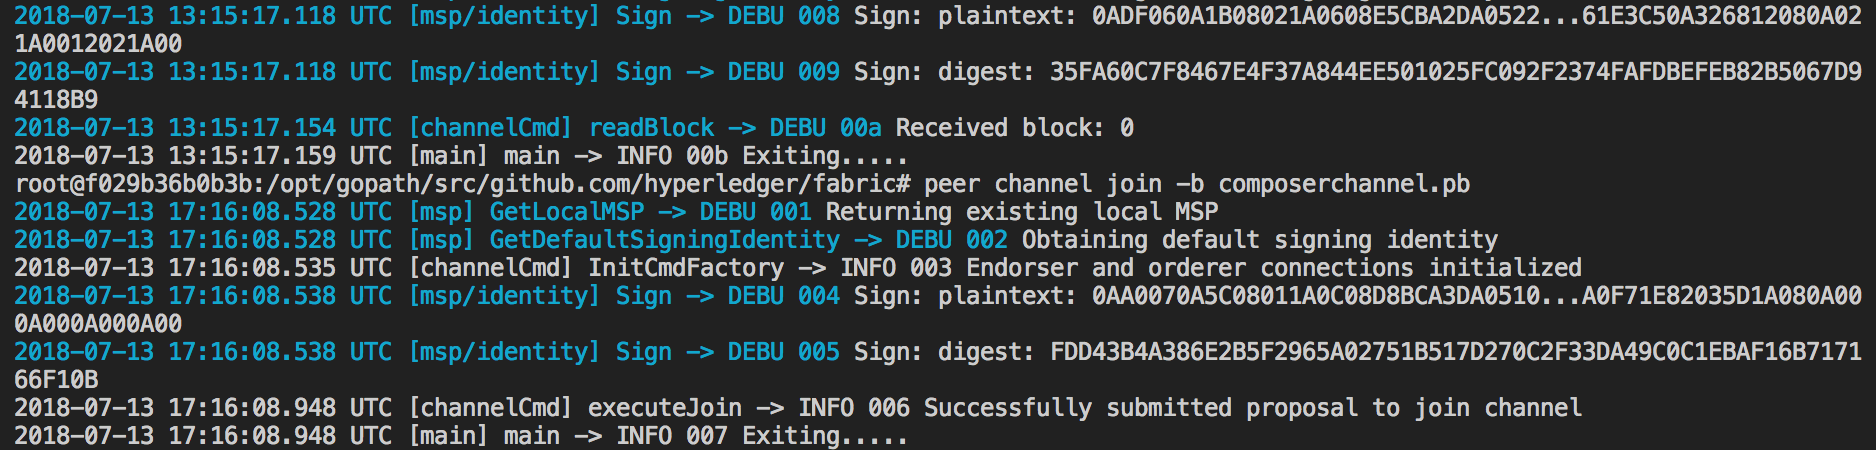 2018-07-13 13:15:17.118 UTC [msp/identity] Sign -> DEBU 008 Sign: plaintext: 0ADF060A1B08021A0608E5CBA2DA0522...61E3C50A326812080A02
1A0012021A00
2018-07-13 13:15:17.118 UTC [msp/identity] Sign -> DEBU 009 Sign: digest: 35FA60C7F8467E4F37A844EE501025FC092F2374FAFDBEFEB82B5067D9
4118B9
2018-07-13 13:15:17.154 UTC [channelCmd] readBlock -> DEBU 00a Received block: 0
2018-07-13 13:15:17.159 UTC [main] main -> INFO 00b Exiting.....
root@f029b36b0b3b:/opt/gopath/src/github.com/hyperledger/fabric# peer channel join -b composerchannel.pb
2018-07-13 17:16:08.528 UTC [msp] GetLocalMSP -> DEBU 001 Returning existing local MSP
2018-07-13 17:16:08.528 UTC [msp] GetDefaultSigningIdentity -> DEBU 002 Obtaining default signing identity
2018-07-13 17:16:08.535 UTC [channelCmd] InitCmdFactory -> INFO 003 Endorser and orderer connections initialized
2018-07-13 17:16:08.538 UTC [msp/identity] Sign -> DEBU 004 Sign: plaintext: 0AA0070A5C08011A0C08D8BCA3DA0510...A0F71E82035D1A080A00
0A000A000A00
2018-07-13 17:16:08.538 UTC [msp/identity] Sign -> DEBU 005 Sign: digest: FDD43B4A386E2B5F2965A02751B517D270C2F33DA49C0C1EBAF16B7171
66F10B
2018-07-13 17:16:08.948 UTC [channelCmd] executeJoin -> INFO 006 Successfully submitted proposal to join channel
2018-07-13 17:16:08.948 UTC [main] main -> INFO 007 Exiting.....